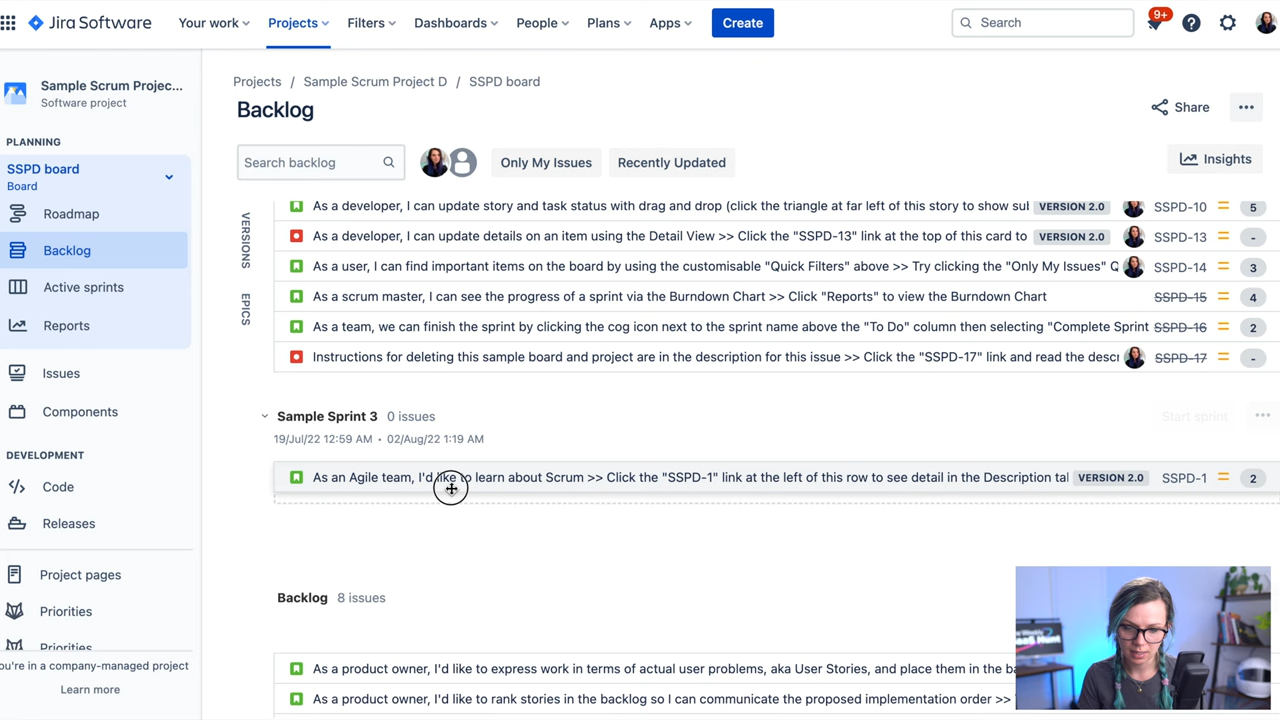 Jira Software
Your work
Projects
Filters
Dashboards
People
Plans
Apps
Create
Search
9+
Sample Scrum Projec...
Software project
PLANNING
SSPD board
Board
Roadmap
Backlog
Active sprints
Reports
Issues
Components
DEVELOPMENT
Code
Releases
Project pages
Priorities
Priorities
You're in a company-managed project
Learn more
Projects / Sample Scrum Project D / SSPD board
Backlog
Share
Search backlog
Only My Issues
Recently Updated
Insights
VERSIONS
EPICS
As a developer, I can update story and task status with drag and drop (click the triangle at far left of this story to show sub VERSION 2.0 SSPD-10 5
As a developer, I can update details on an item using the Detail View >> Click the "SSPD-13" link at the top of this card to VERSION 2.0 SSPD-13 -
As a user, I can find important items on the board by using the customisable "Quick Filters" above >> Try clicking the "Only My Issues" Q SSPD-14 3
As a scrum master, I can see the progress of a sprint via the Burndown Chart >> Click "Reports" to view the Burndown Chart SSPD-15 4
As a team, we can finish the sprint by clicking the cog icon next to the sprint name above the "To Do" column then selecting "Complete Sprint SSPD-16 2
Instructions for deleting this sample board and project are in the description for this issue >> Click the "SSPD-17" link and read the descr SSPD-17 -
Sample Sprint 3 0 issues
Start sprint
19/Jul/22 12:59 AM • 02/Aug/22 1:19 AM
As an Agile team, I'd like to learn about Scrum >> Click the "SSPD-1" link at the left of this row to see detail in the Description tal VERSION 2.0 SSPD-1 2
Backlog 8 issues
As a product owner, I'd like to express work in terms of actual user problems, aka User Stories, and place them in the ba
As a product owner, I'd like to rank stories in the backlog so I can communicate the proposed implementation order >>